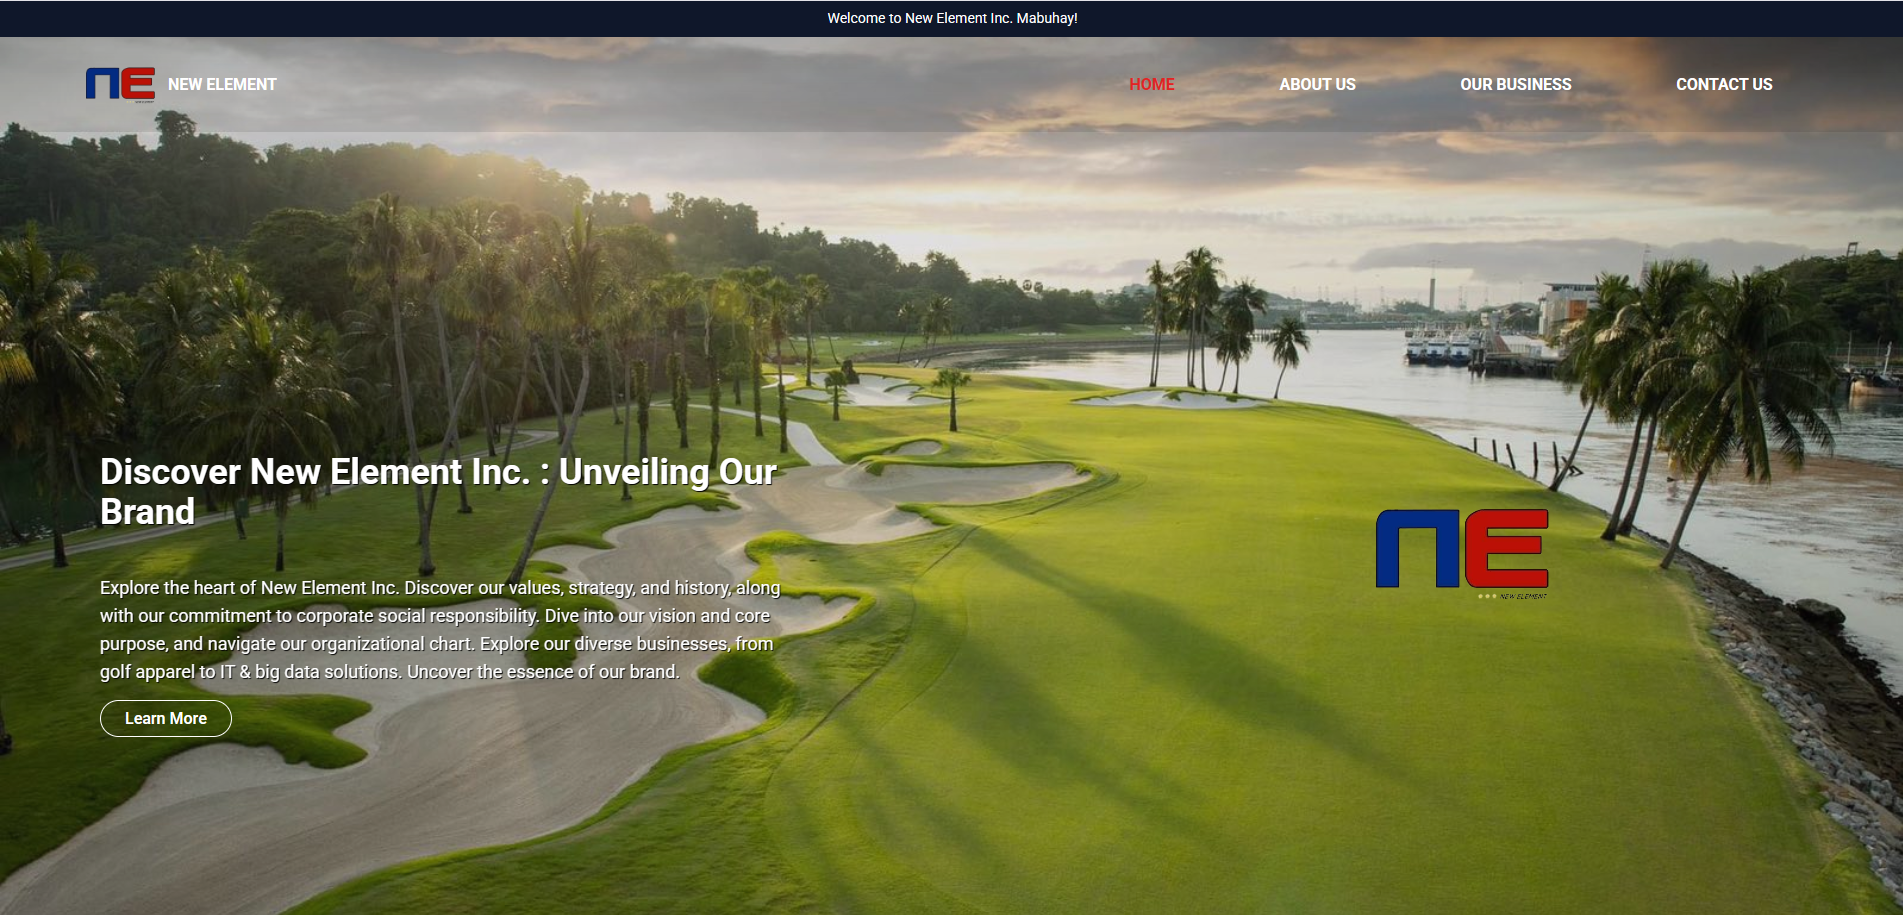 Welcome to New Element Inc. Mabuhay!
NE NEW ELEMENT
HOME
ABOUT US
OUR BUSINESS
CONTACT US
Discover New Element Inc. : Unveiling Our
Brand
Explore the heart of New Element Inc. Discover our values, strategy, and history, along
with our commitment to corporate social responsibility. Dive into our vision and core
purpose, and navigate our organizational chart. Explore our diverse businesses, from
golf apparel to IT & big data solutions. Uncover the essence of our brand.
Learn More
NE
NEW ELEMENT